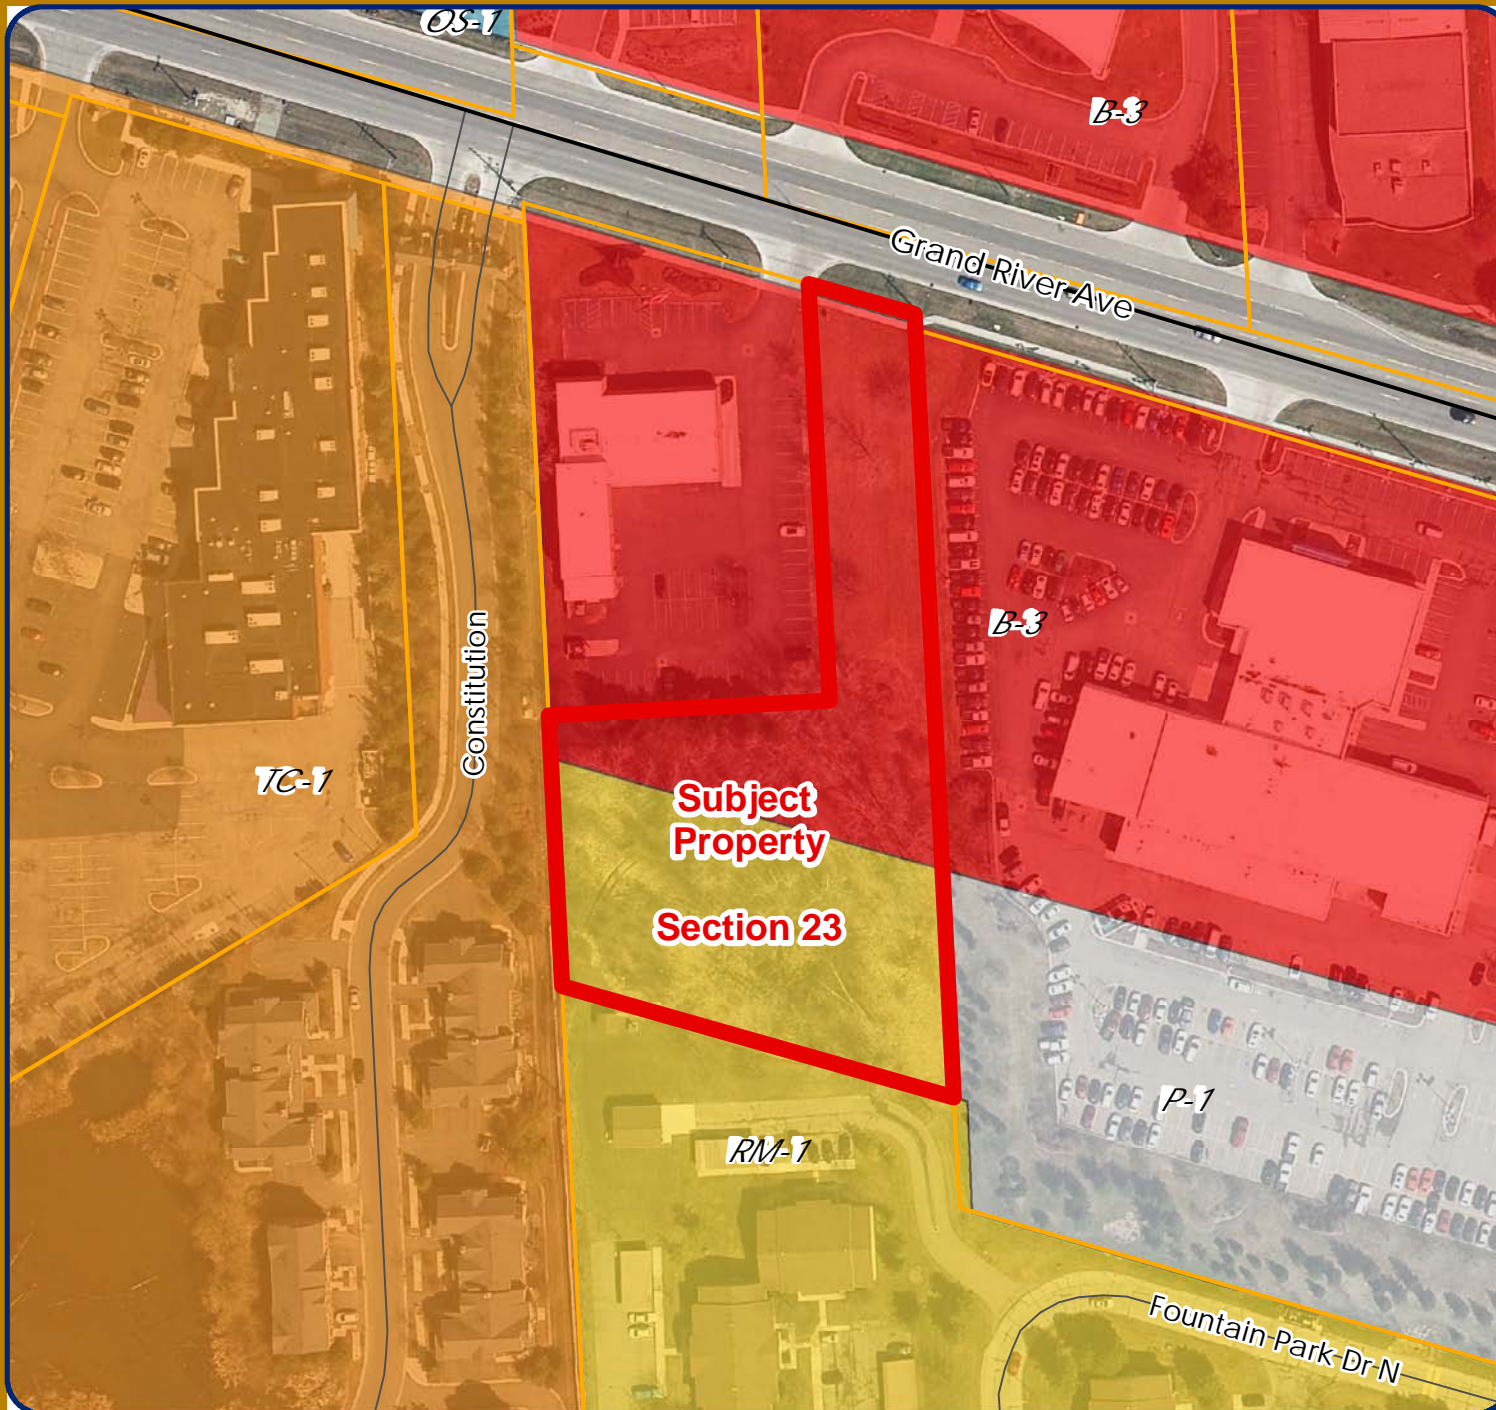 OS-1
B-3
Grand River Ave
B-3
Constitution
TC-1
Subject
Property
Section 23
P-1
RM-1
Fountain Park Dr N